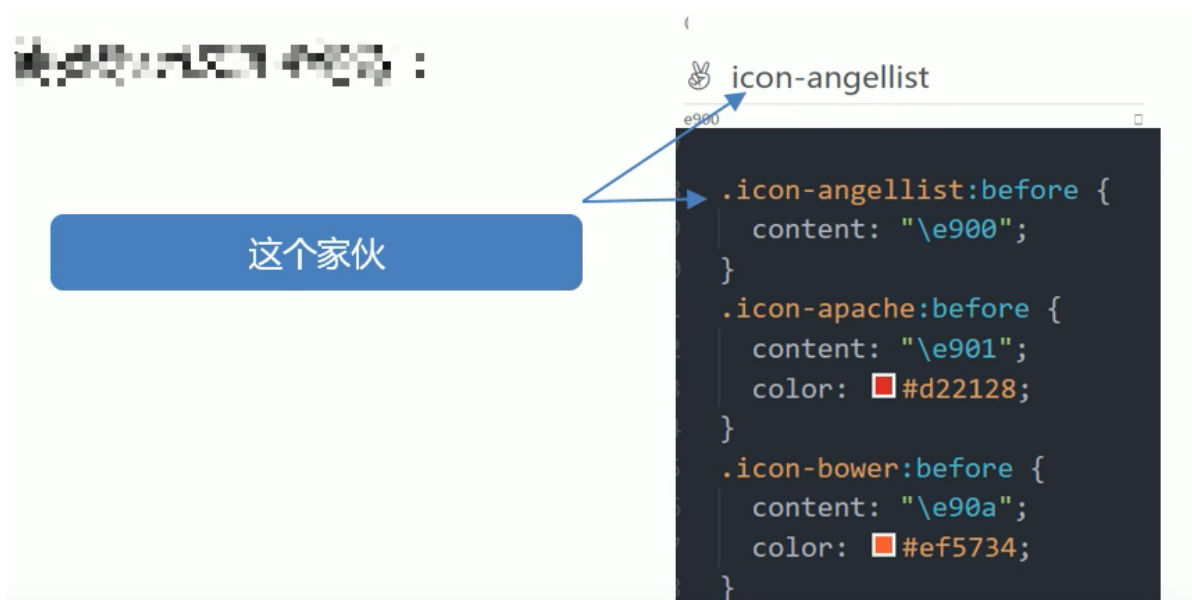 这个家伙
icon-angellist
e900
.icon-angellist:before {
content: "\e900";
}
.icon-apache:before {
content: "\e901";
color: #d22128;
}
.icon-bower:before {
content: "\e90a";
color: #ef5734;
}